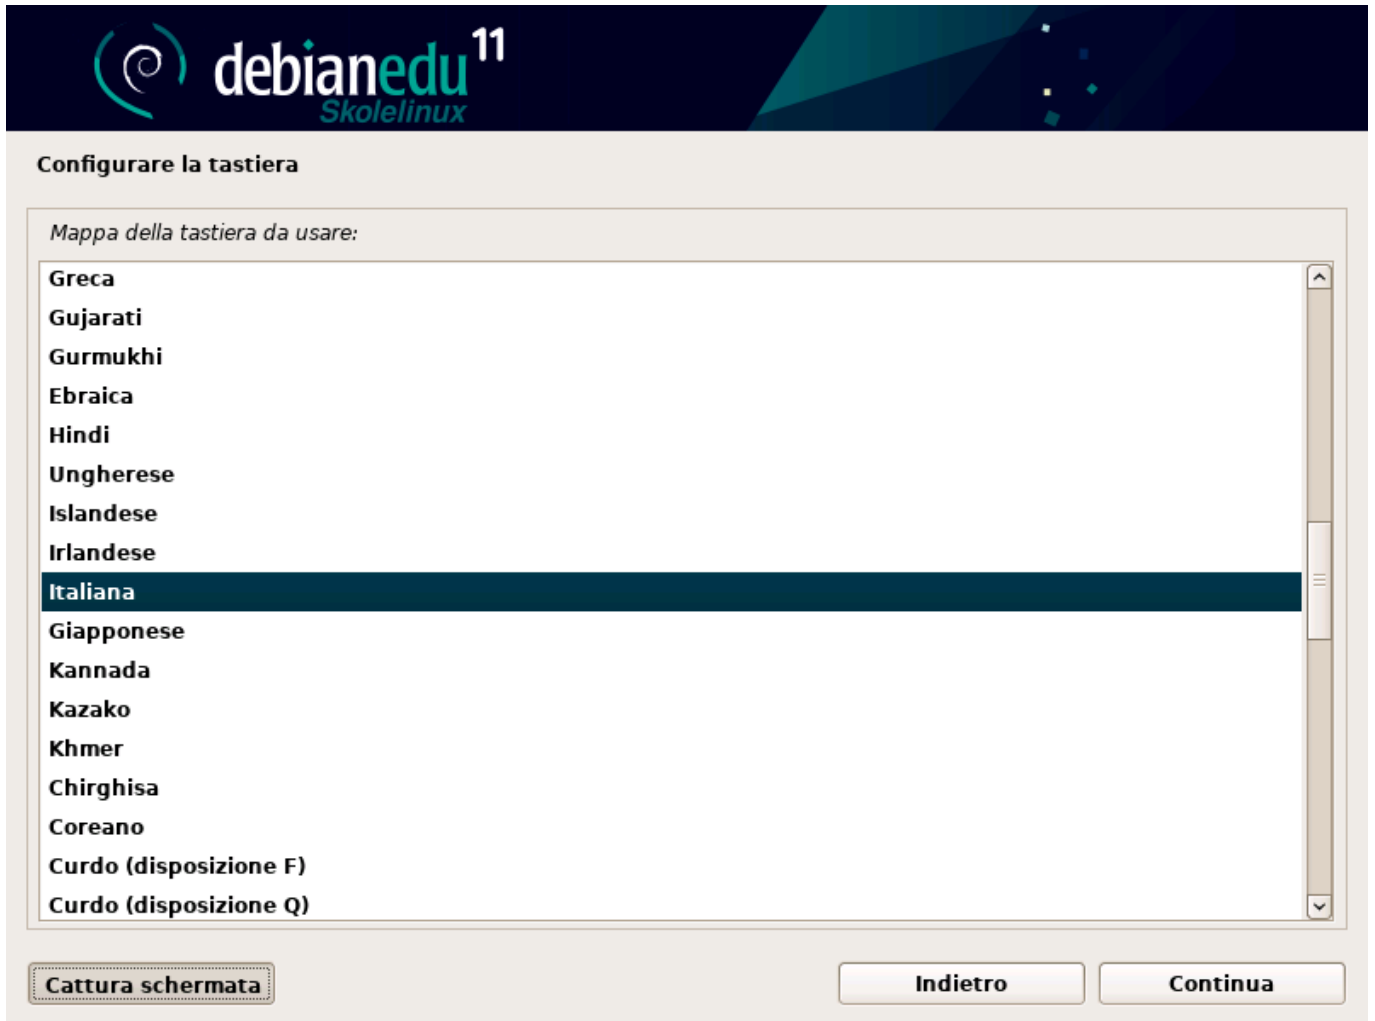 debianedu 11
Skolelinux
Configurare la tastiera
Mappa della tastiera da usare:
Greca
Gujarati
Gurmukhi
Ebraica
Hindi
Ungherese
Islandese
Irlandese
Italiana
Giapponese
Kannada
Kazako
Khmer
Chirghisa
Coreano
Curdo (disposizione F)
Curdo (disposizione Q)
Cattura schermata Indietro Continua